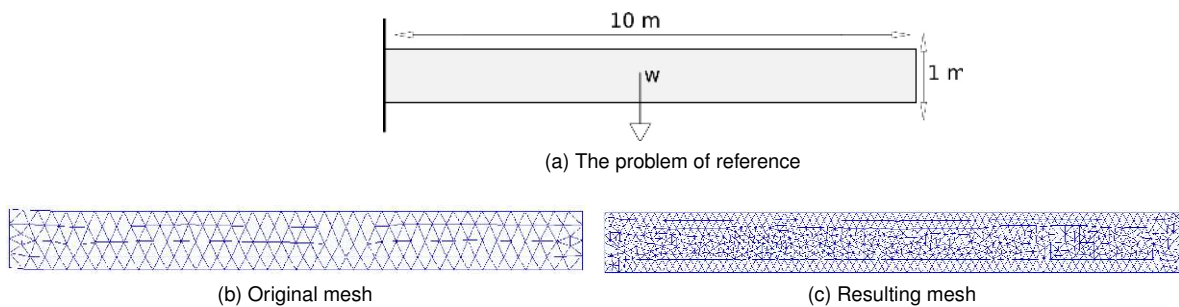 10 m
1 m
w
(a) The problem of reference
(b) Original mesh
(c) Resulting mesh